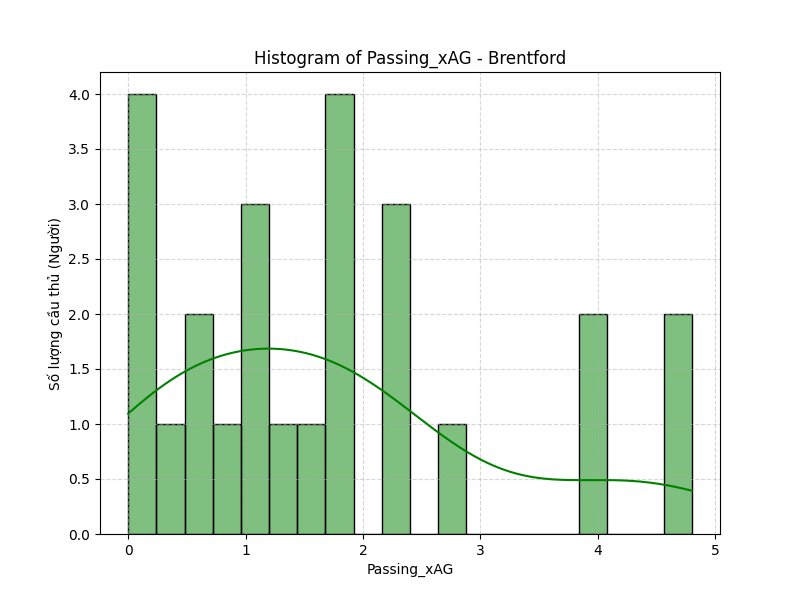 Histogram of Passing_xAG - Brentford
Số lượng cầu thủ (Người)
4.0
3.5
3.0
2.5
2.0
1.5
1.0
0.5
0.0
0 1 2 3 4 5
Passing_xAG